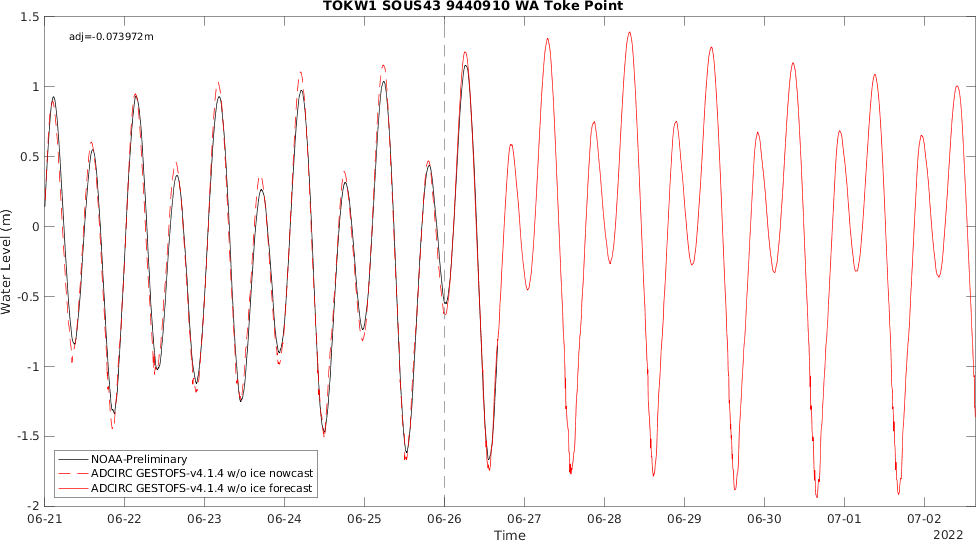 TOKW1 SOUS43 9440910 WA Toke Point
adj=-0.073972m
1.5
1
0.5
0
-0.5
-1
-1.5
-2
Water Level (m)
NOAA-Preliminary
ADCIRC GESTOFS-v4.1.4 w/o ice nowcast
ADCIRC GESTOFS-v4.1.4 w/o ice forecast
06-21 06-22 06-23 06-24 06-25 06-26 06-27 06-28 06-29 06-30 07-01 07-02
Time
2022